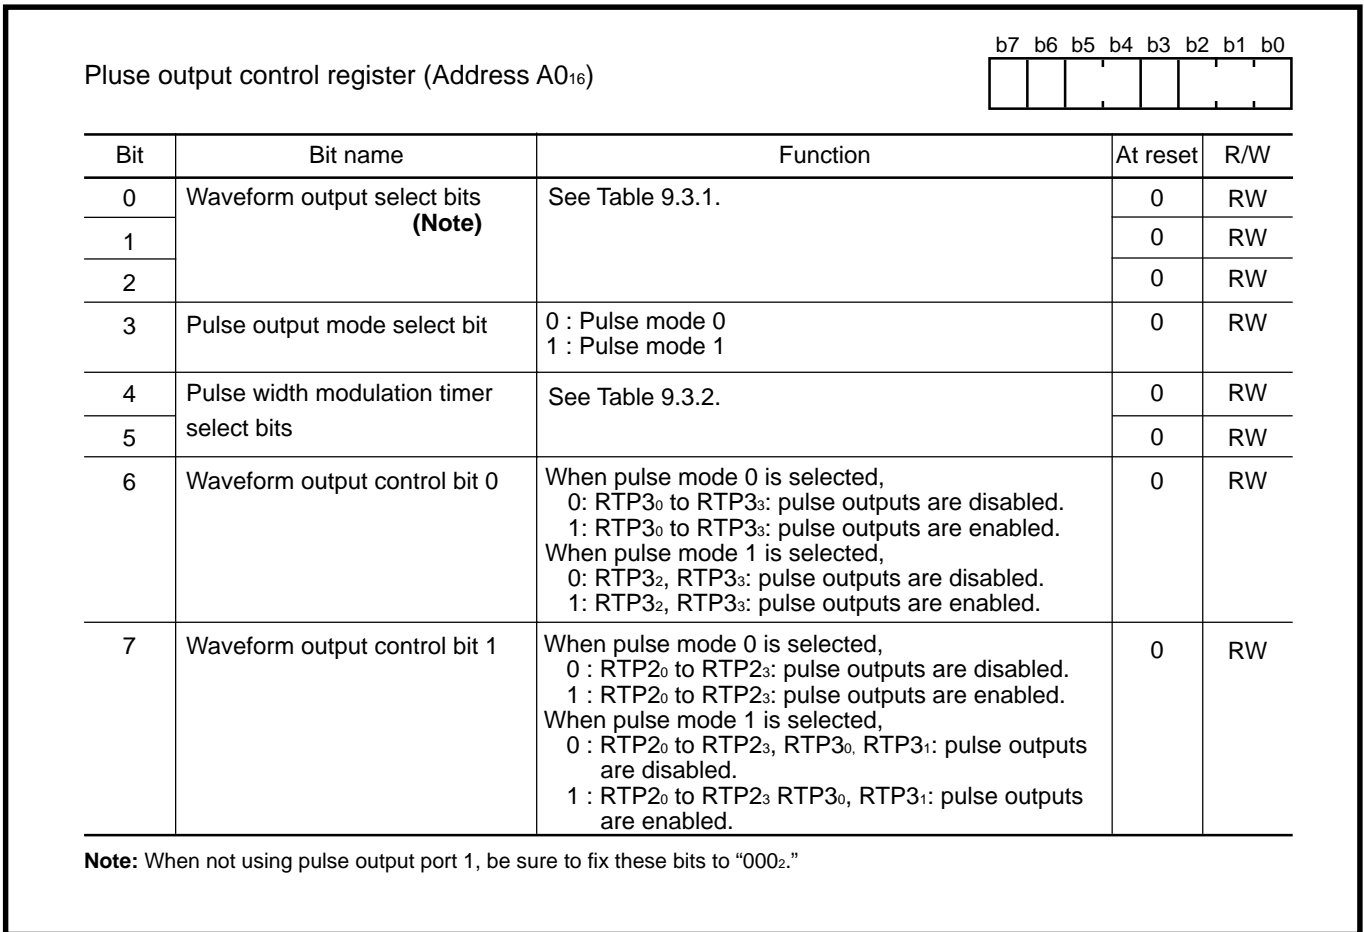 b7 b6 b5 b4 b3 b2 b1 b0
Pluse output control register (Address A0₁₆)
Bit Bit name Function At reset R/W
0 Waveform output select bits See Table 9.3.1. 0 RW
(Note)
1 0 RW
2 0 RW
3 Pulse output mode select bit 0 : Pulse mode 0 0 RW
1 : Pulse mode 1
4 Pulse width modulation timer See Table 9.3.2. 0 RW
5 select bits 0 RW
6 Waveform output control bit 0 When pulse mode 0 is selected, 0 RW
0: RTP3₀ to RTP3₃: pulse outputs are disabled.
1: RTP3₀ to RTP3₃: pulse outputs are enabled.
When pulse mode 1 is selected,
0: RTP3₂, RTP3₃: pulse outputs are disabled.
1: RTP3₂, RTP3₃: pulse outputs are enabled.
7 Waveform output control bit 1 When pulse mode 0 is selected, 0 RW
0 : RTP2₀ to RTP2₃: pulse outputs are disabled.
1 : RTP2₀ to RTP2₃: pulse outputs are enabled.
When pulse mode 1 is selected,
0 : RTP2₀ to RTP2₃, RTP3₀, RTP3₁: pulse outputs
are disabled.
1 : RTP2₀ to RTP2₃ RTP3₀, RTP3₁: pulse outputs
are enabled.
Note: When not using pulse output port 1, be sure to fix these bits to “000₂.”